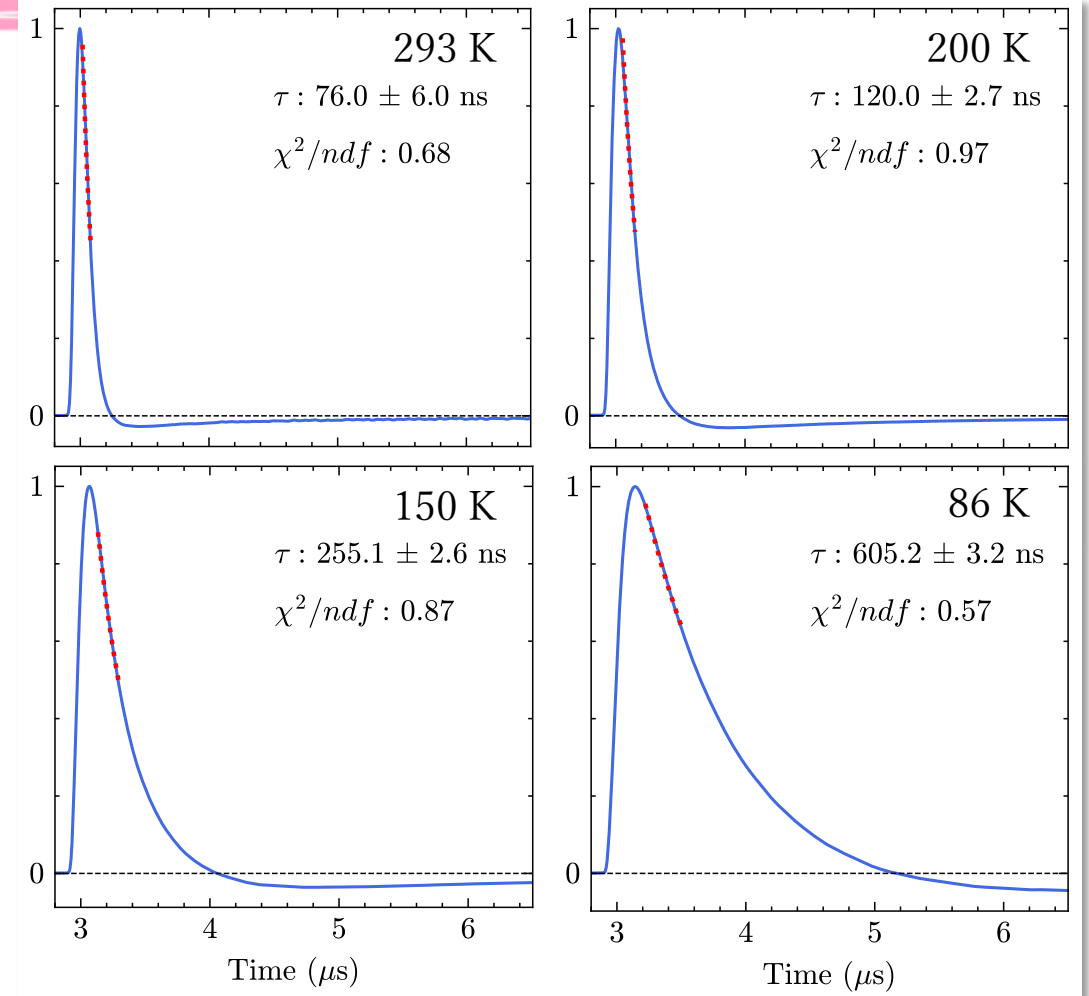 1
293 K
τ : 76.0 ± 6.0 ns
χ²/ndf : 0.68
0
1
200 K
τ : 120.0 ± 2.7 ns
χ²/ndf : 0.97
0
1
150 K
τ : 255.1 ± 2.6 ns
χ²/ndf : 0.87
0
3 4 5 6
Time (μs)
1
86 K
τ : 605.2 ± 3.2 ns
χ²/ndf : 0.57
0
3 4 5 6
Time (μs)